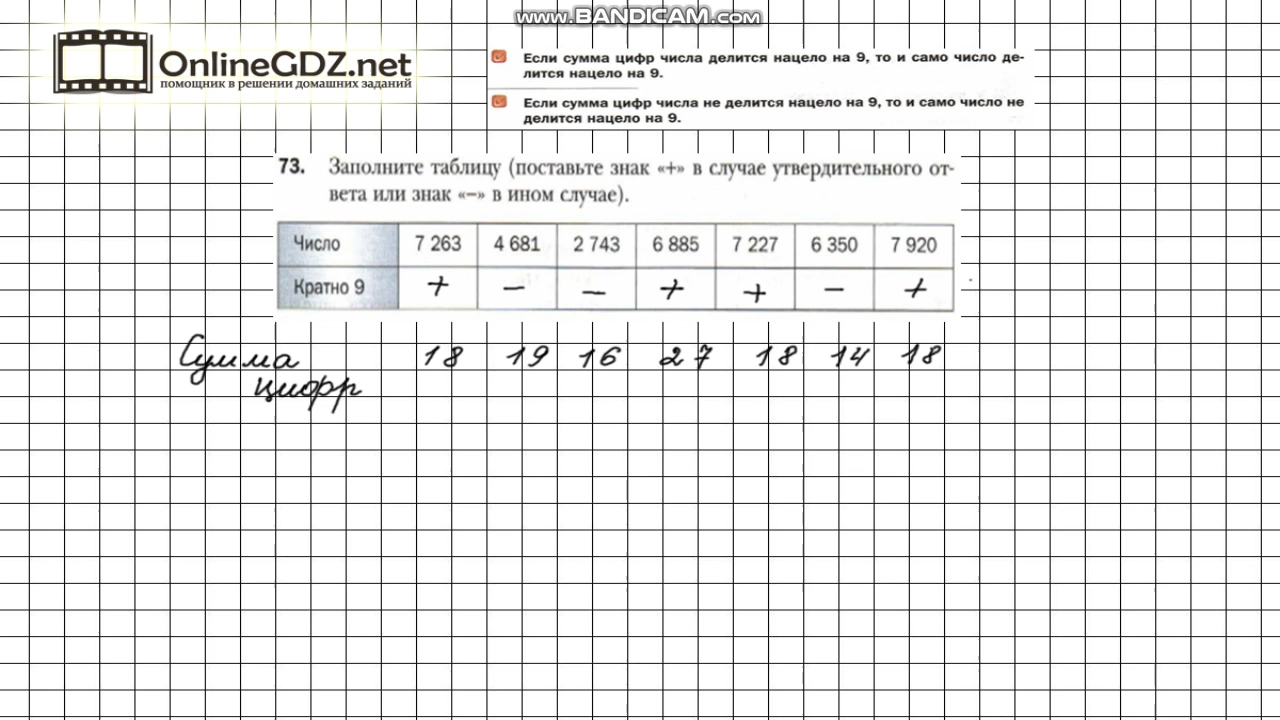 www.BANDICAM.com
OnlineGDZ.net
помощник в решении домашних заданий
Если сумма цифр числа делится нацело на 9, то и само число де-
лится нацело на 9.
Если сумма цифр числа не делится нацело на 9, то и само число не
делится нацело на 9.
73. Заполните таблицу (поставьте знак «+» в случае утвердительного от-
вета или знак «−» в ином случае).
Число 7 263 4 681 2 743 6 885 7 227 6 350 7 920
Кратно 9 + − − + + − +
Сумма 18 19 16 27 18 14 18
цифр